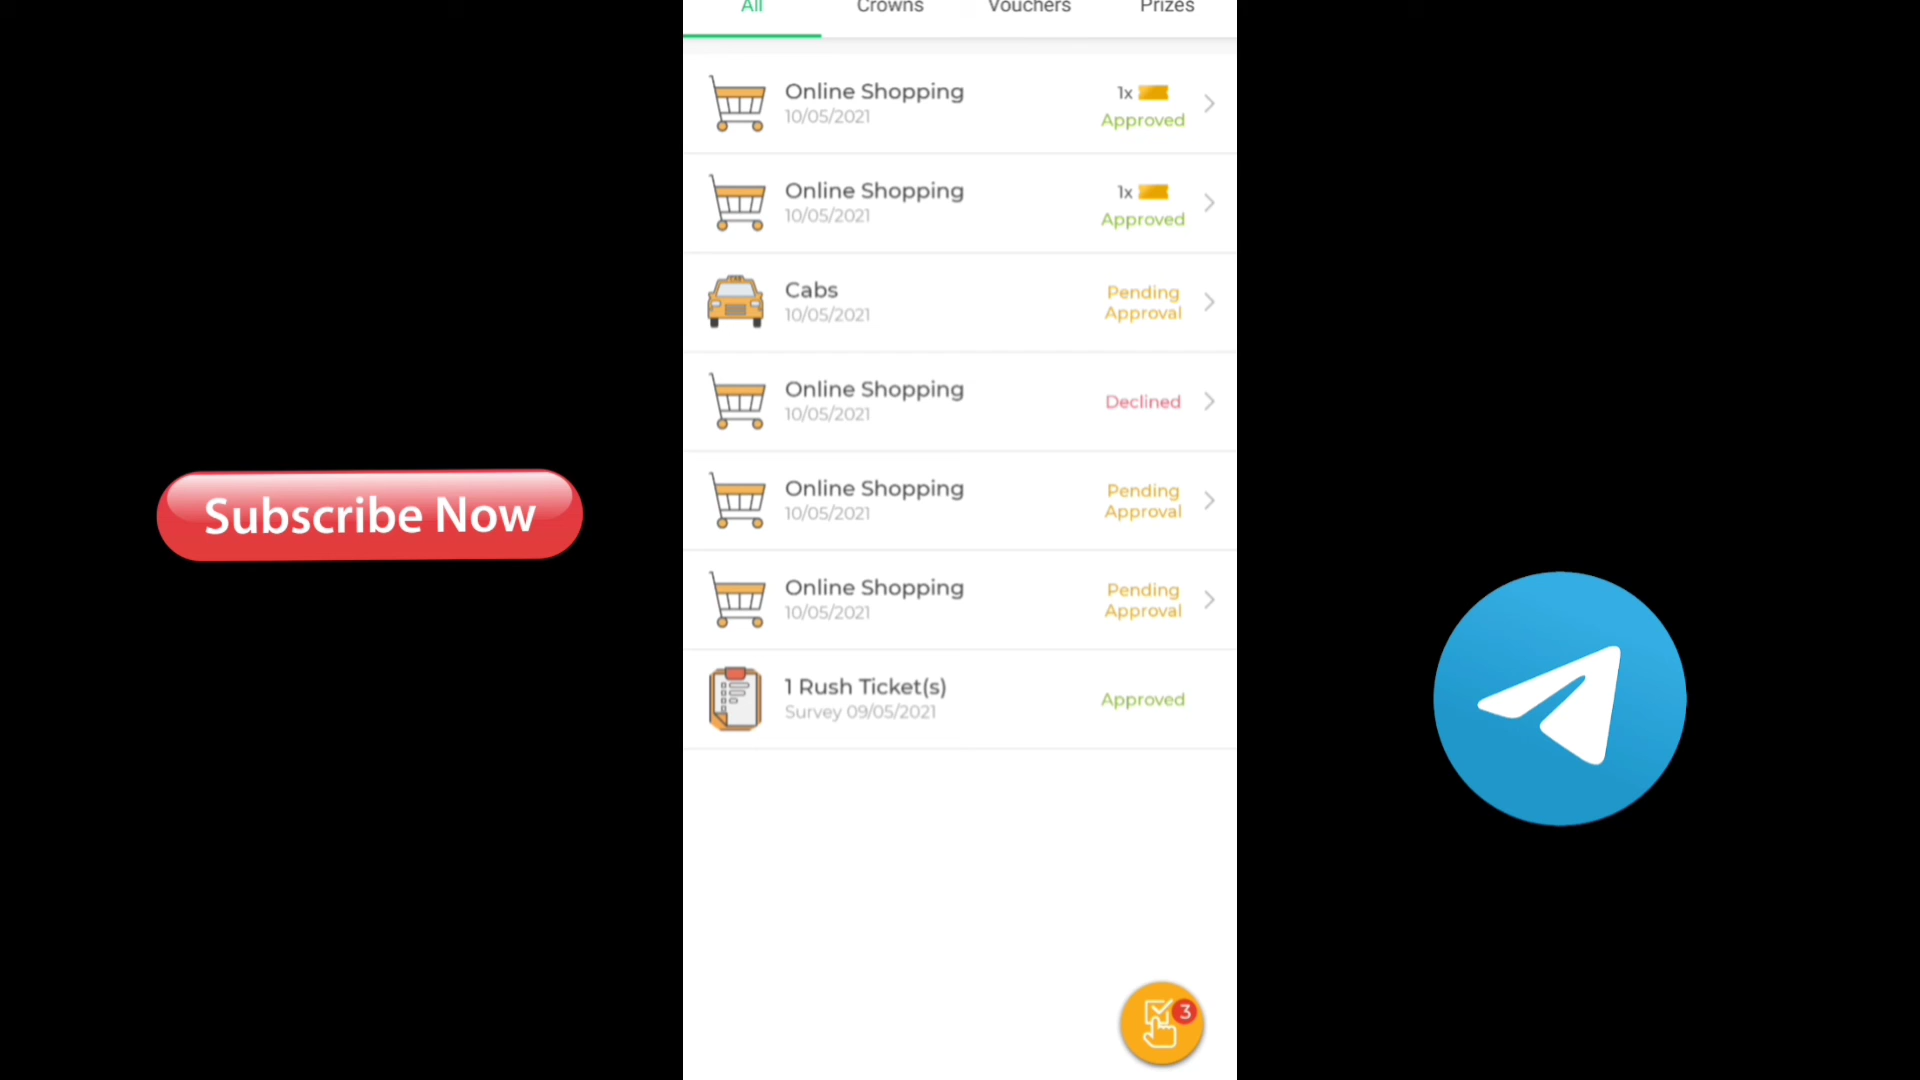 All Crowns Vouchers Prizes
Online Shopping
10/05/2021
1x
Approved
Online Shopping
10/05/2021
1x
Approved
Cabs
10/05/2021
Pending
Approval
Online Shopping
10/05/2021
Declined
Online Shopping
10/05/2021
Pending
Approval
Online Shopping
10/05/2021
Pending
Approval
1 Rush Ticket(s)
Survey 09/05/2021
Approved
3
Subscribe Now